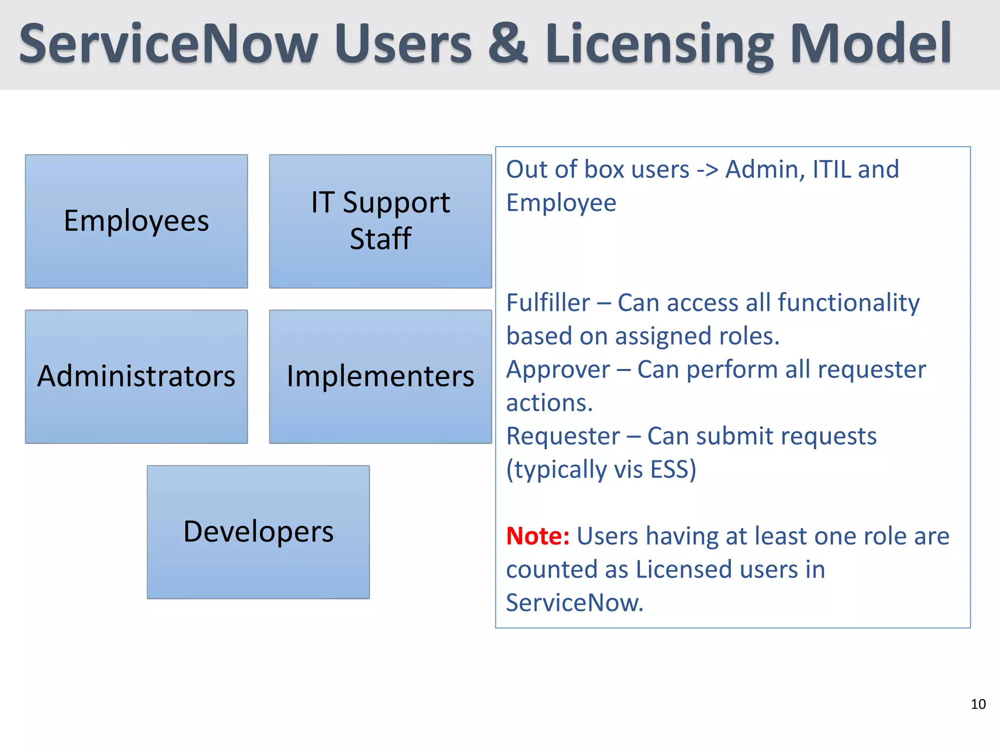 ServiceNow Users & Licensing Model
Employees
IT Support
Staff
Administrators
Implementers
Developers
Out of box users -> Admin, ITIL and
Employee
Fulfiller – Can access all functionality
based on assigned roles.
Approver – Can perform all requester
actions.
Requester – Can submit requests
(typically vis ESS)
Note: Users having at least one role are
counted as Licensed users in
ServiceNow.
10